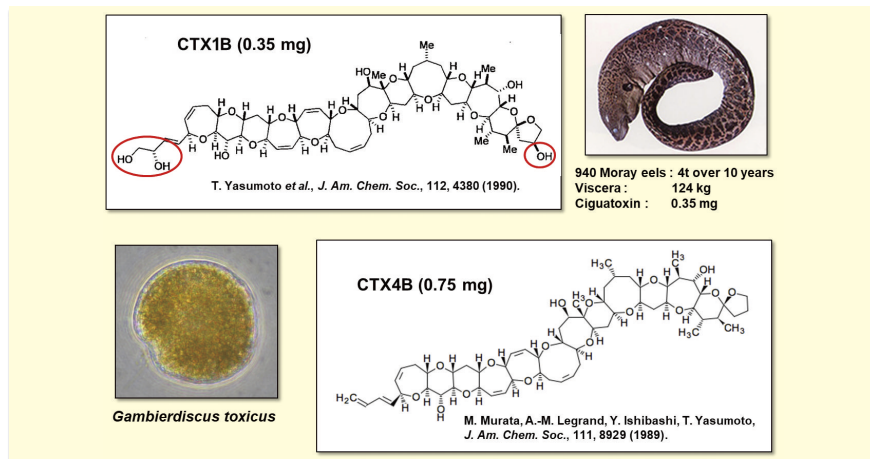 CTX1B (0.35 mg)
Me
HO
Me
H
H
H
Me
OH
O
O
O
H
H
H
H
H
H
O
O
O
O
O
O
O
O
O
H
H
H
H
H
H
H
HO
OH
HO
Me
Me
OH
T. Yasumoto et al., J. Am. Chem. Soc., 112, 4380 (1990).
940 Moray eels : 4t over 10 years
Viscera : 124 kg
Ciguatoxin : 0.35 mg
CTX4B (0.75 mg)
H3C
CH3
OH
HO
CH3
H
H
H
H
O
O
O
O
O
H3C
CH3
H
H
H
H
O
O
O
O
O
O
O
H
H
H
H2C
H
O
H
M. Murata, A.-M. Legrand, Y. Ishibashi, T. Yasumoto,
J. Am. Chem. Soc., 111, 8929 (1989).
Gambierdiscus toxicus